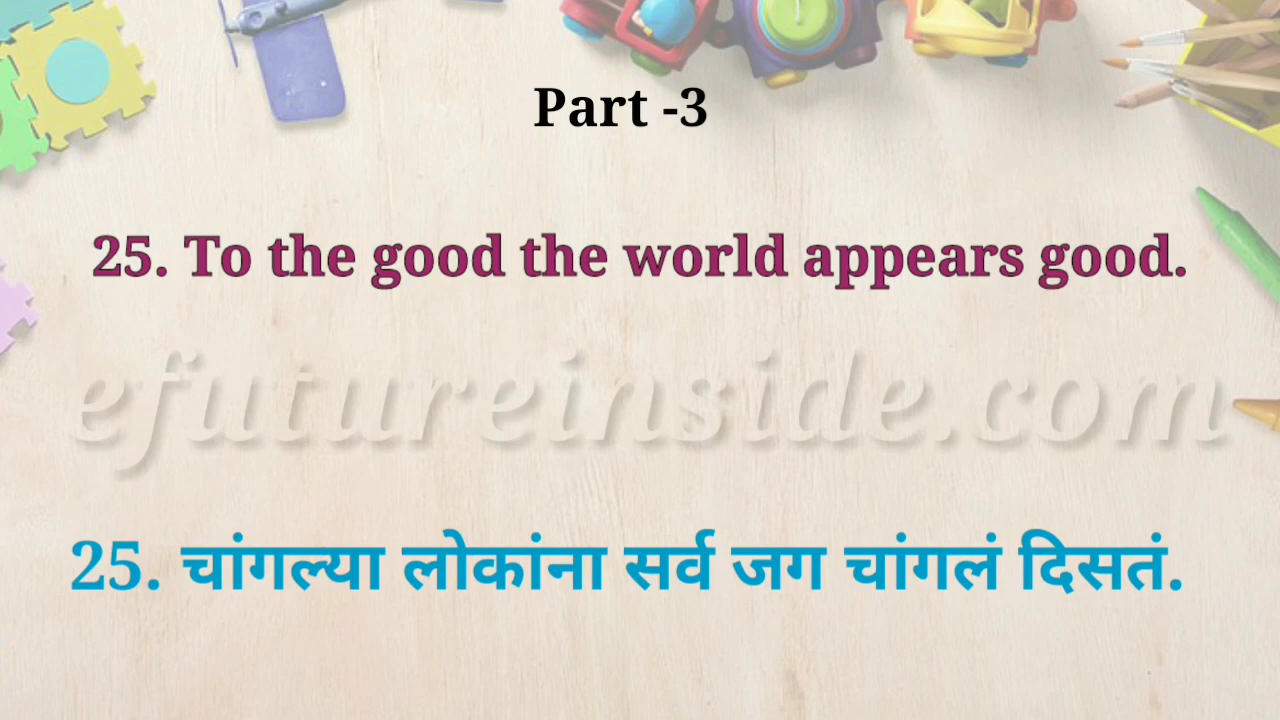 Part -3
25. To the good the world appears good.
efutureinside.com
25. चांगल्या लोकांना सर्व जग चांगलं दिसतं.